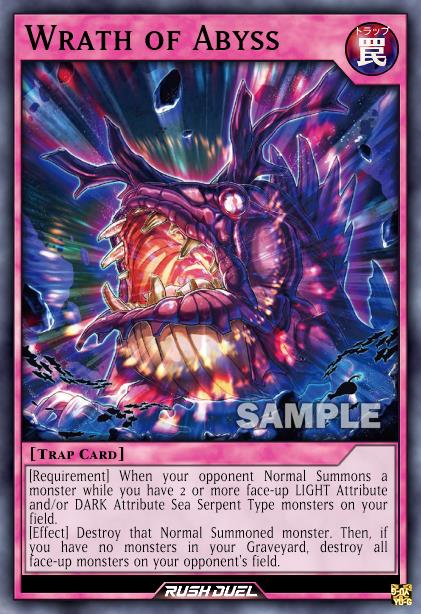 Wrath of Abyss
トラップ
罠
SAMPLE
[Trap Card]
[Requirement] When your opponent Normal Summons a
monster while you have 2 or more face-up LIGHT Attribute
and/or DARK Attribute Sea Serpent Type monsters on your
field.
[Effect] Destroy that Normal Summoned monster. Then, if
you have no monsters in your Graveyard, destroy all
face-up monsters on your opponent's field.
RUSH DUEL